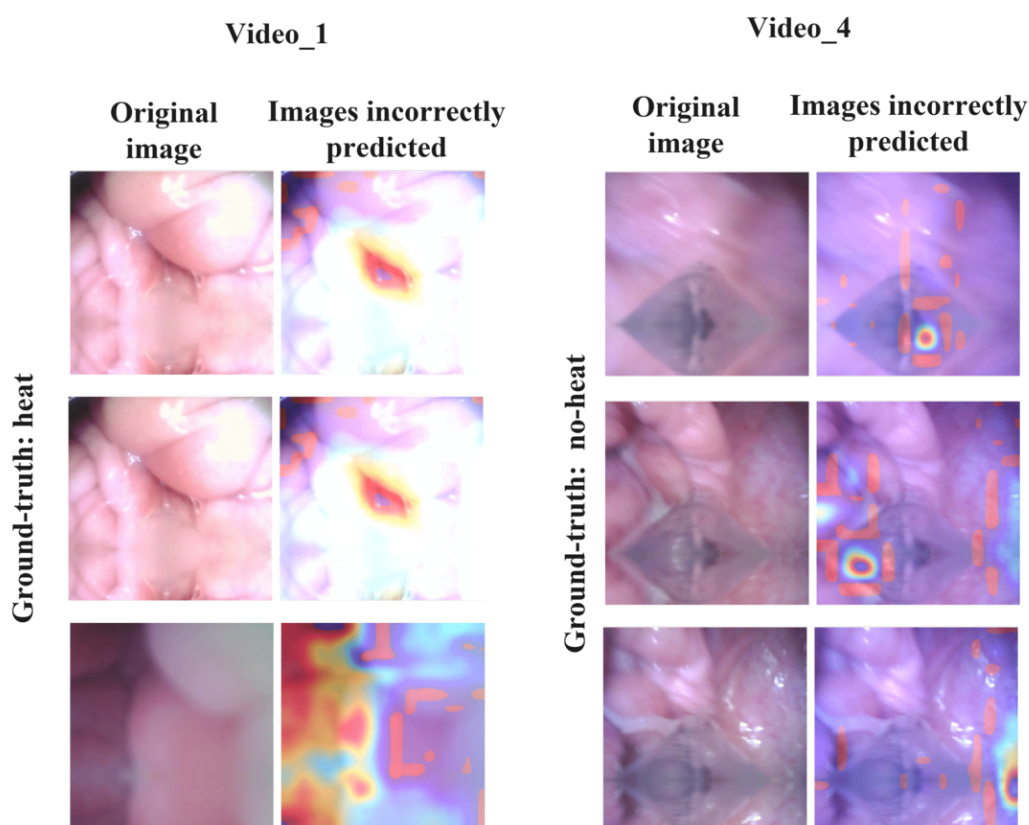 Video_1
Original
image
Images incorrectly
predicted
Ground-truth: heat
Video_4
Original
image
Images incorrectly
predicted
Ground-truth: no-heat